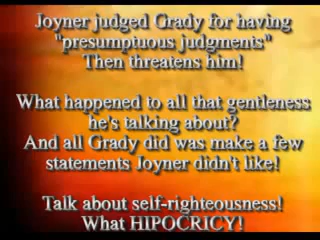 Joyner judged Grady for having
"presumptuous judgments"
Then threatens him!
What happened to all that gentleness
he's talking about?
And all Grady did was make a few
statements Joyner didn't like!
Talk about self-righteousness!
What HIPOCRICY!